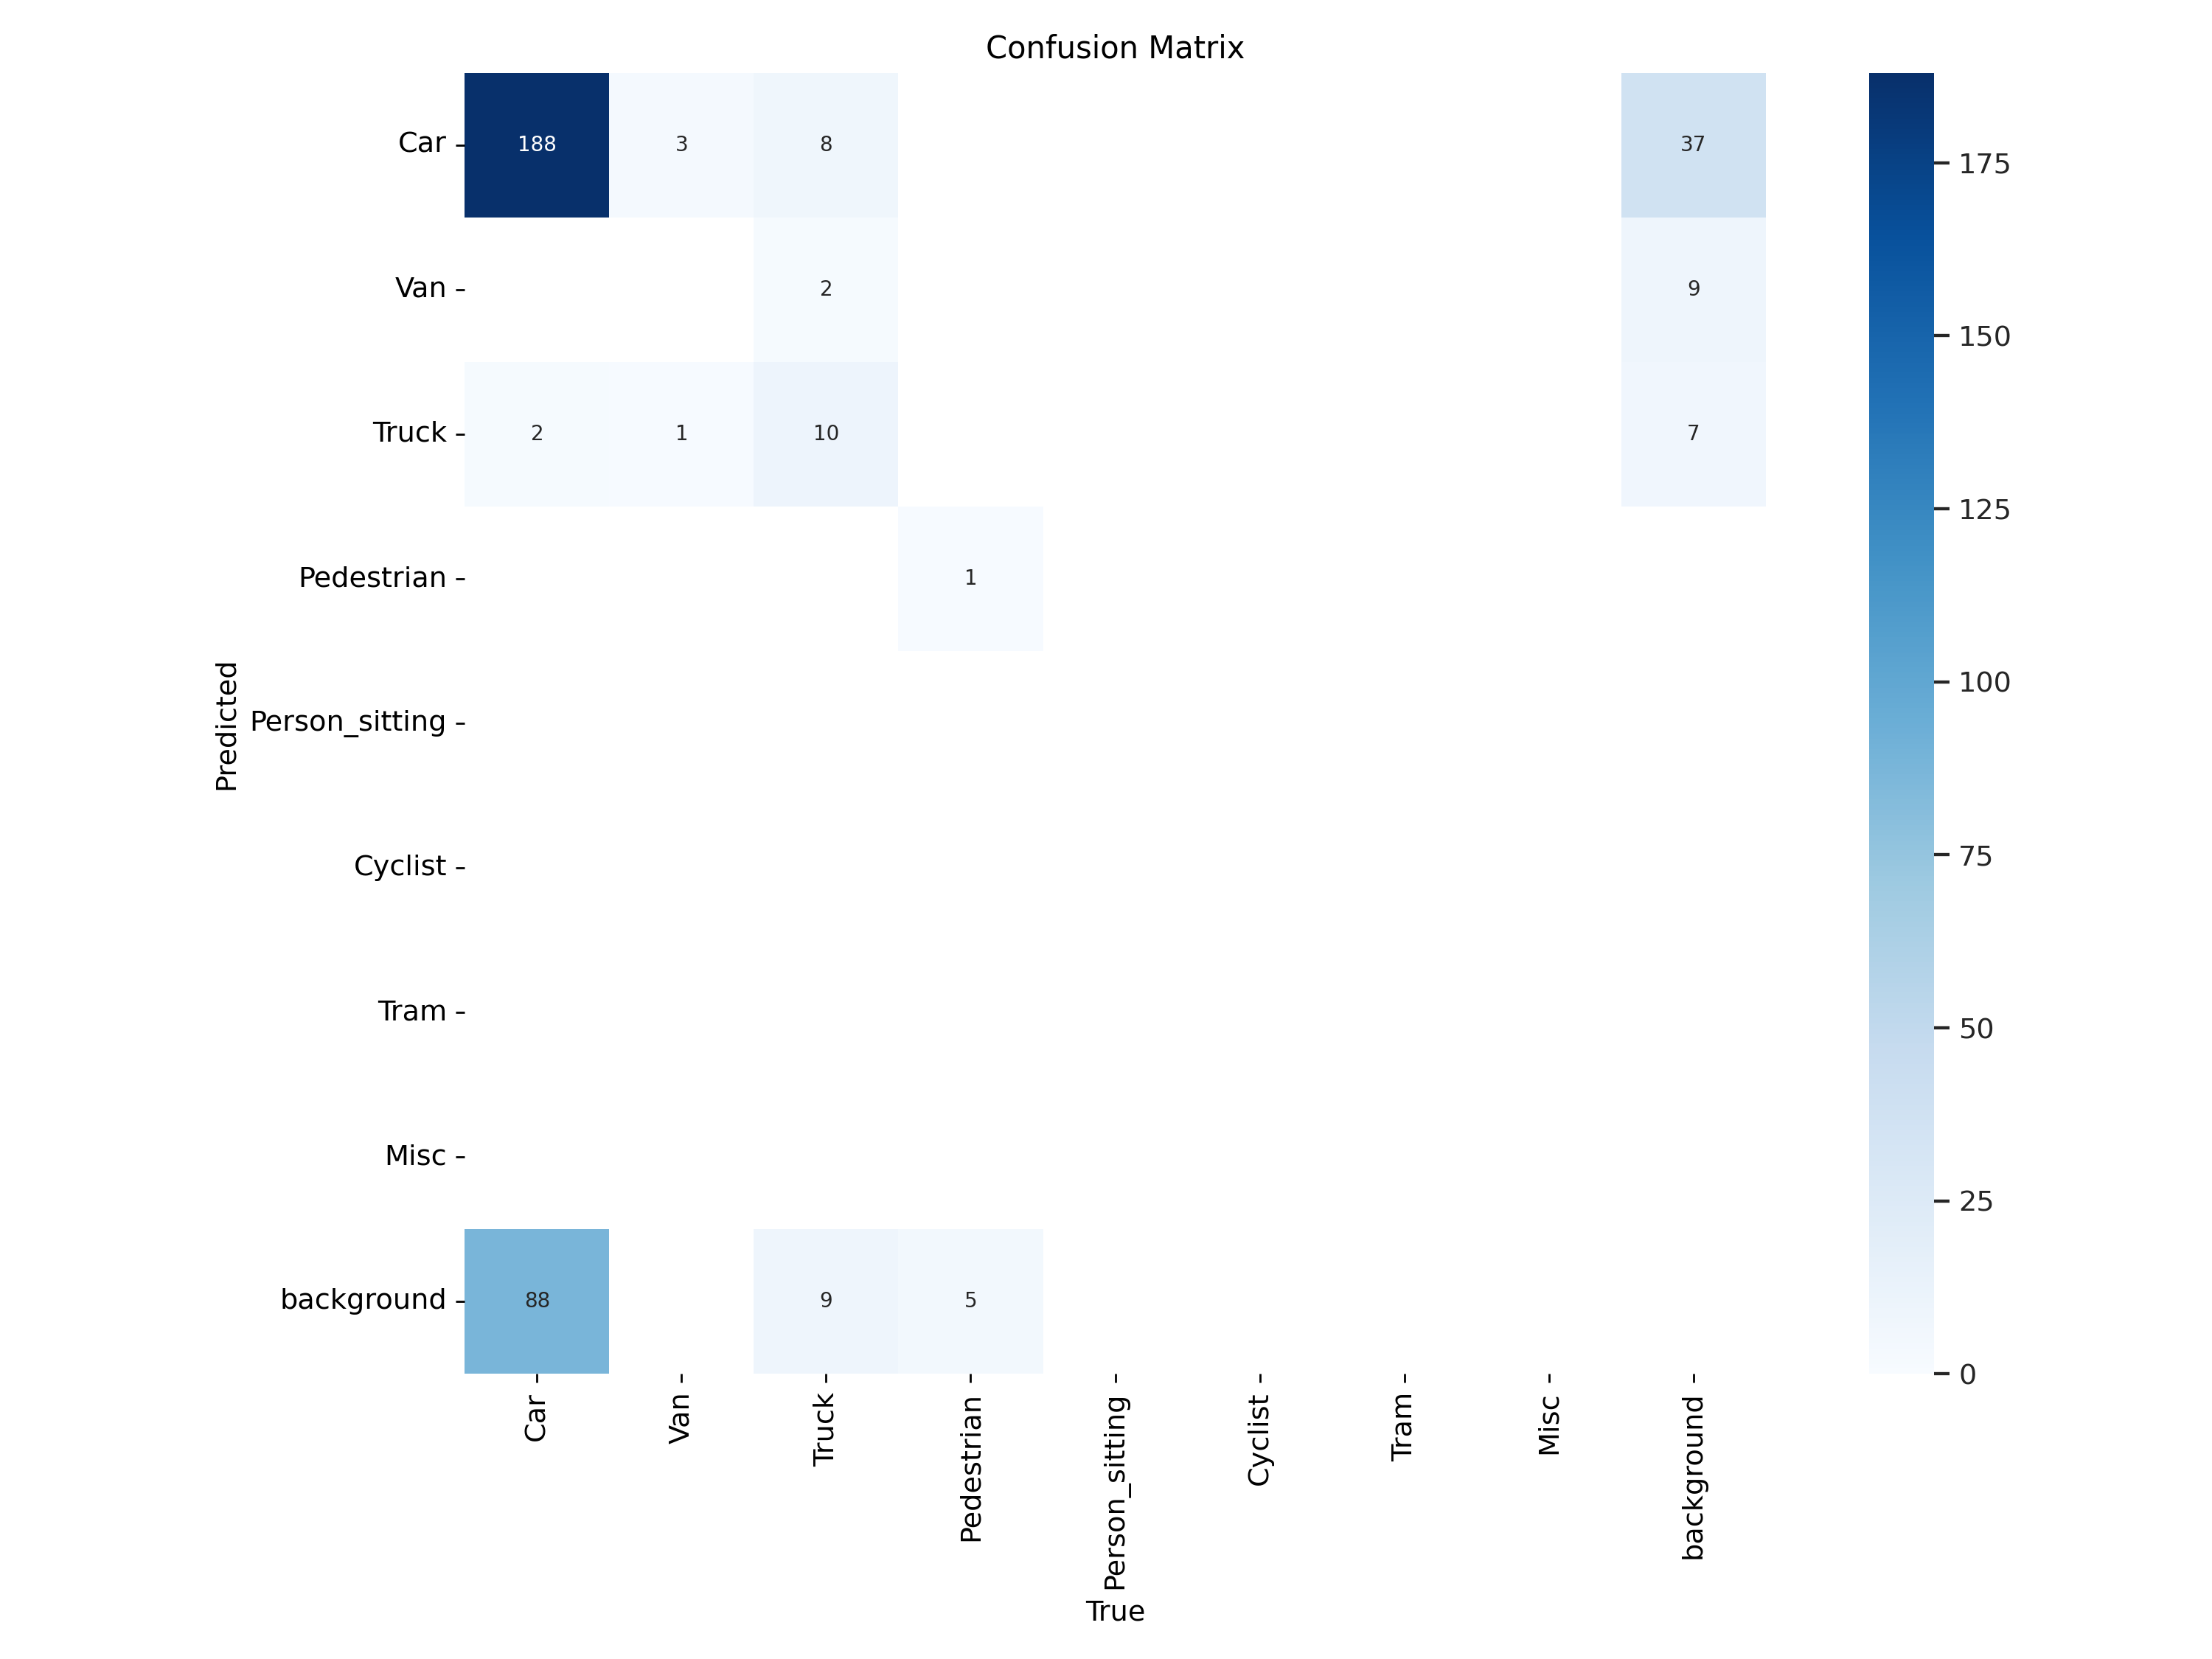 Confusion Matrix
Car
188
3
8
37
175
Van
2
9
150
Truck
2
1
10
7
125
Pedestrian
1
100
Predicted
Person_sitting
Cyclist
75
Tram
50
Misc
25
background
88
9
5
0
Car
Van
Truck
Pedestrian
Person_sitting
Cyclist
Tram
Misc
background
True